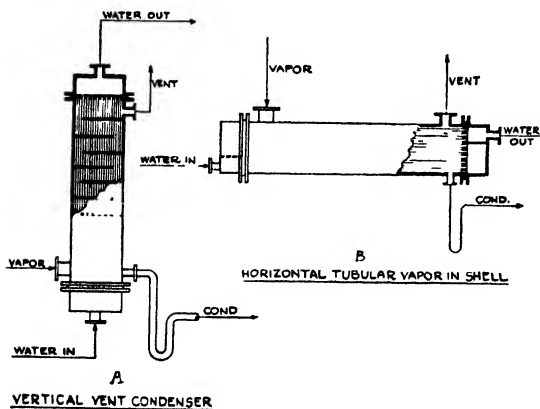 WATER OUT
VENT
VAPOR
WATER IN
COND
A
VERTICAL VENT CONDENSER
VAPOR
VENT
WATER IN
WATER
OUT
COND.
B
HORIZONTAL TUBULAR VAPOR IN SHELL